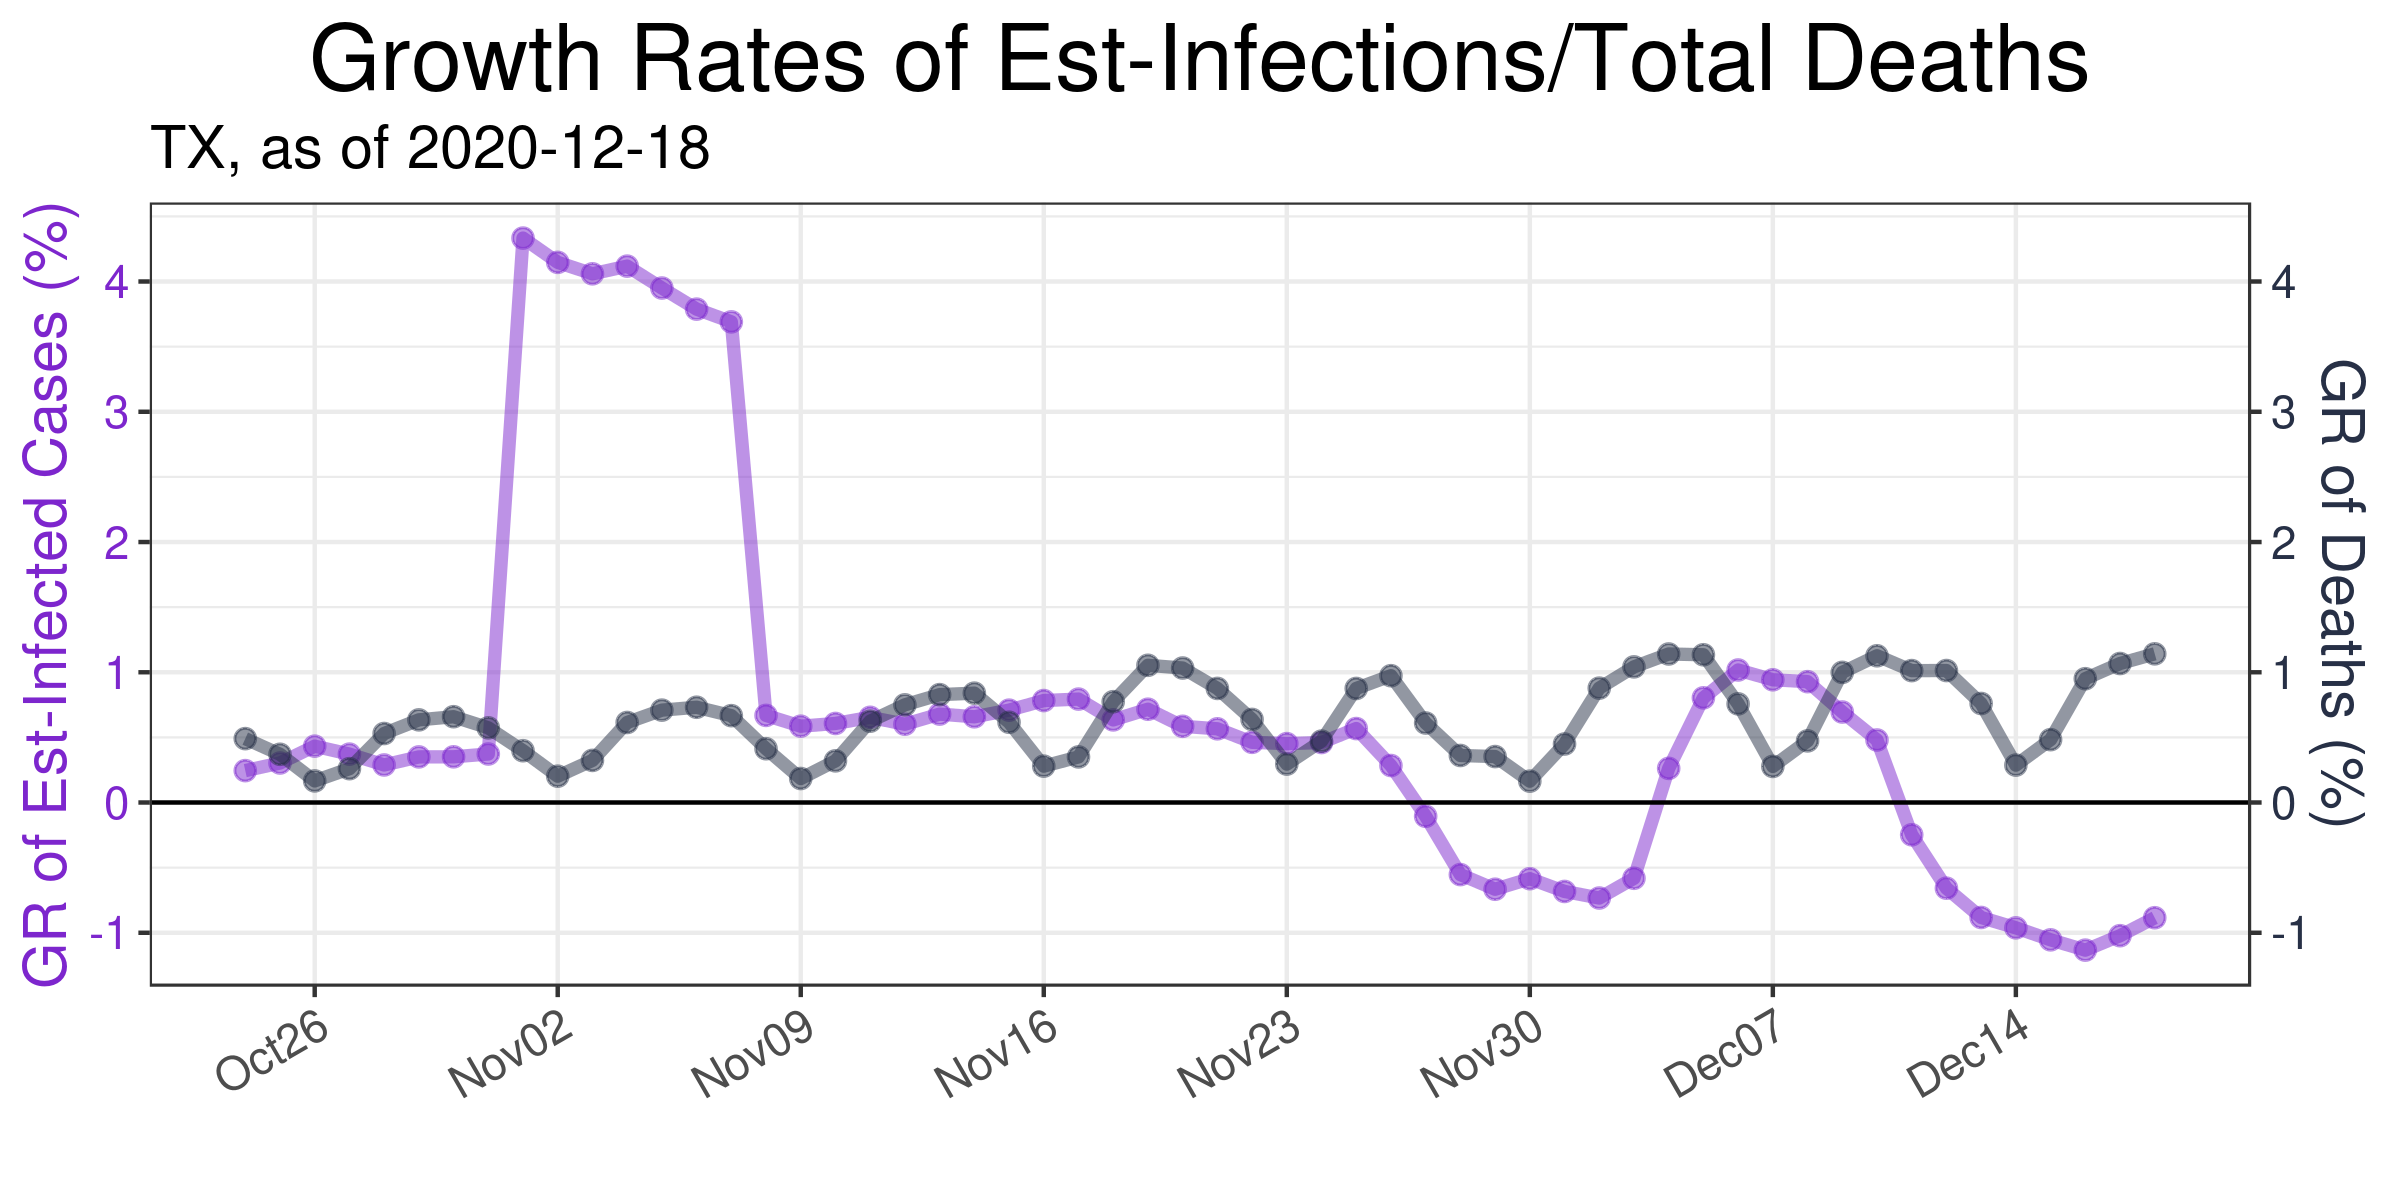 Growth Rates of Est-Infections/Total Deaths
TX, as of 2020-12-18
GR of Est-Infected Cases (%)
4
3
2
1
0
-1
4
3
2
1
0
-1
GR of Deaths (%)
Oct26
Nov02
Nov09
Nov16
Nov23
Nov30
Dec07
Dec14